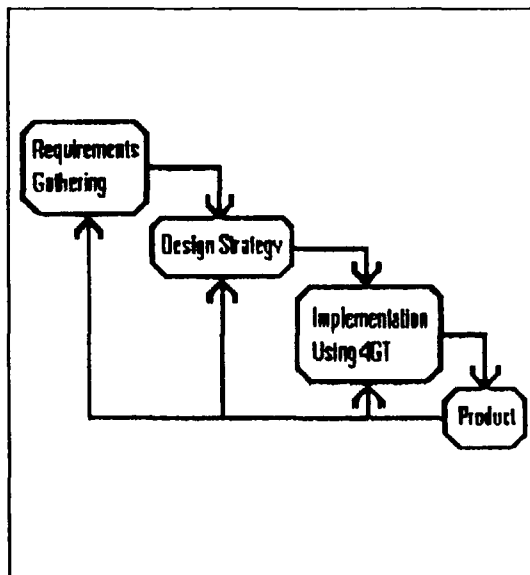 Requirements
Gathering
Design Strategy
Implementation
Using 4GT
Product